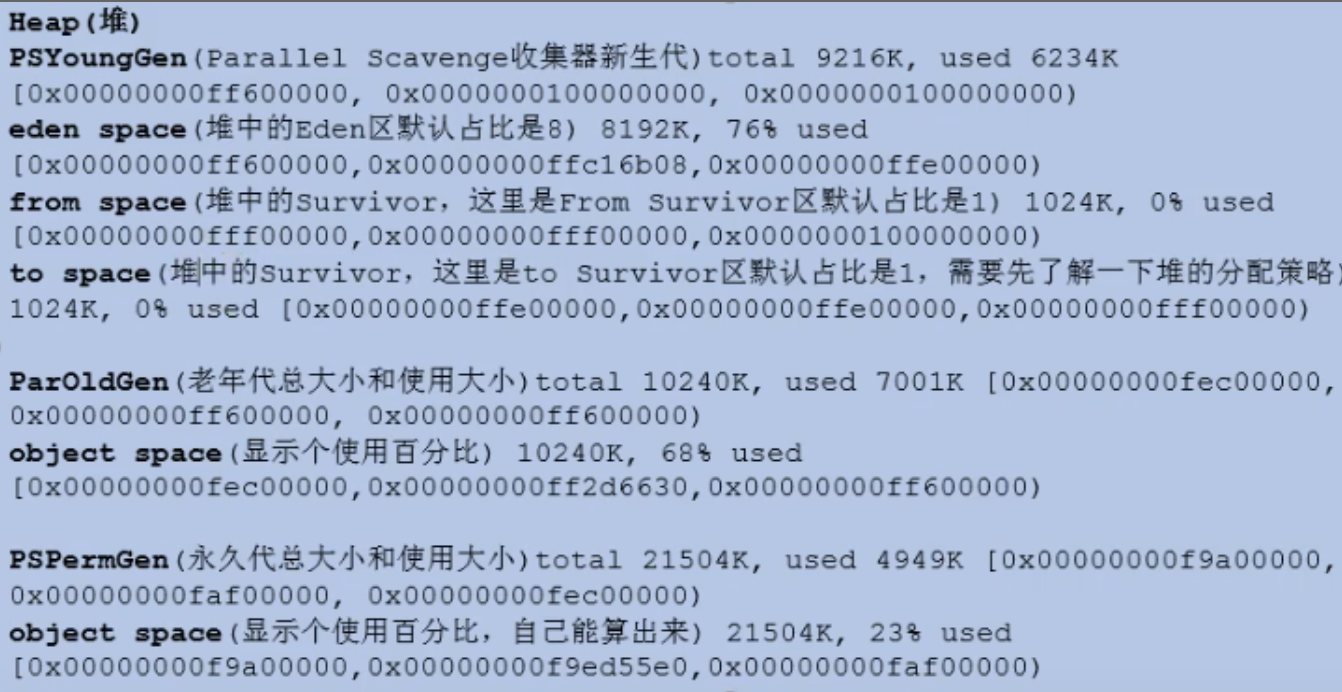 Heap(堆)
PSYoungGen(Parallel Scavenge收集器新生代)total 9216K, used 6234K
[0x00000000ff600000, 0x0000000100000000, 0x0000000100000000)
eden space(堆中的Eden区默认占比是8) 8192K, 76% used
[0x00000000ff600000,0x00000000ffc16b08,0x00000000ffe00000)
from space(堆中的Survivor，这里是From Survivor区默认占比是1) 1024K, 0% used
[0x00000000fff00000,0x00000000fff00000,0x0000000100000000)
to space(堆中的Survivor，这里是to Survivor区默认占比是1，需要先了解一下堆的分配策略)
1024K, 0% used [0x00000000ffe00000,0x00000000ffe00000,0x00000000fff00000)
ParOldGen(老年代总大小和使用大小)total 10240K, used 7001K [0x00000000fec00000,
0x00000000ff600000, 0x00000000ff600000)
object space(显示个使用百分比) 10240K, 68% used
[0x00000000fec00000,0x00000000ff2d6630,0x00000000ff600000)
PSPermGen(永久代总大小和使用大小)total 21504K, used 4949K [0x00000000f9a00000,
0x00000000faf00000, 0x00000000fec00000)
object space(显示个使用百分比，自己能算出来) 21504K, 23% used
[0x00000000f9a00000,0x00000000f9ed55e0,0x00000000faf00000)